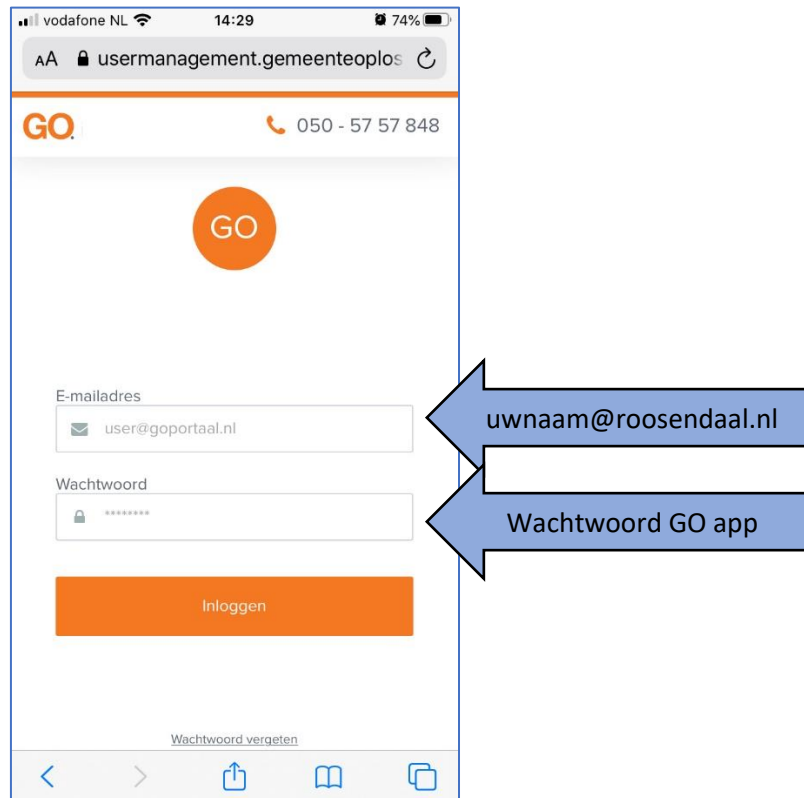 vodafone NL 14:29 74%
AA usermanagement.gemeenteoplos
GO. 050 - 57 57 848
GO
E-mailadres
user@goportaal.nl
uwnaam@roosendaal.nl
Wachtwoord
********
Wachtwoord GO app
Inloggen
Wachtwoord vergeten